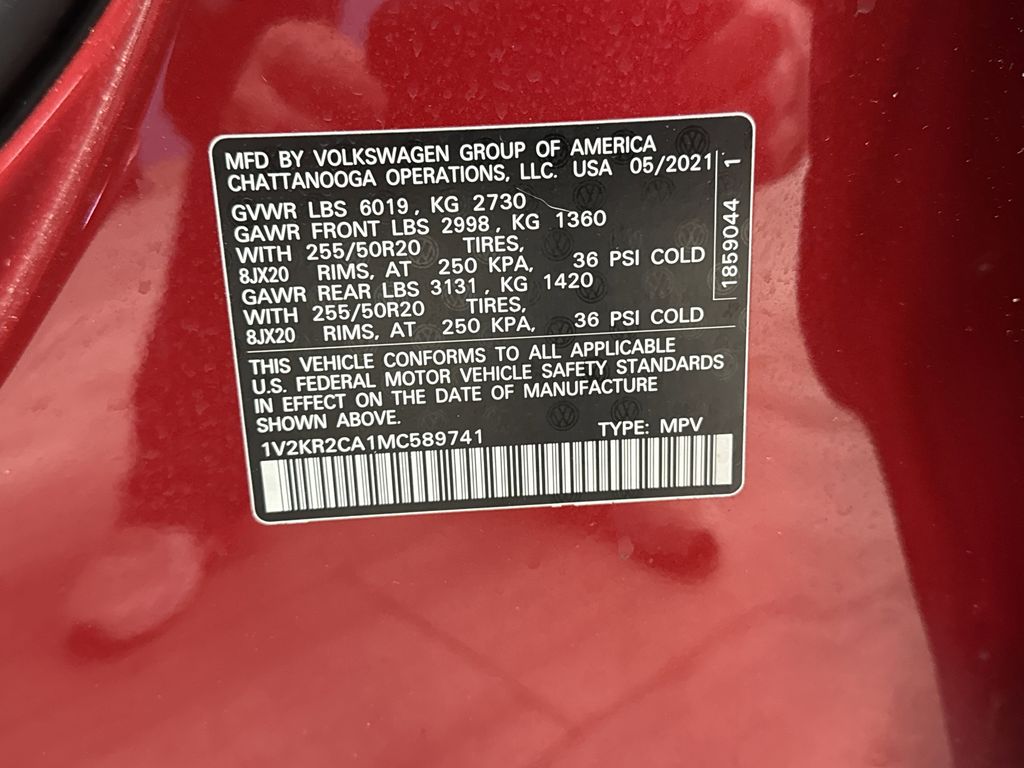 MFD BY VOLKSWAGEN GROUP OF AMERICA
CHATTANOOGA OPERATIONS, LLC. USA 05/2021
GVWR LBS 6019, KG 2730
GAWR FRONT LBS 2998, KG 1360
WITH 255/50R20 TIRES,
8JX20 RIMS, AT 250 KPA, 36 PSI COLD
GAWR REAR LBS 3131, KG 1420
WITH 255/50R20 TIRES,
8JX20 RIMS, AT 250 KPA, 36 PSI COLD
1859044 1
THIS VEHICLE CONFORMS TO ALL APPLICABLE
U.S. FEDERAL MOTOR VEHICLE SAFETY STANDARDS
IN EFFECT ON THE DATE OF MANUFACTURE
SHOWN ABOVE.
1V2KR2CA1MC589741 TYPE: MPV